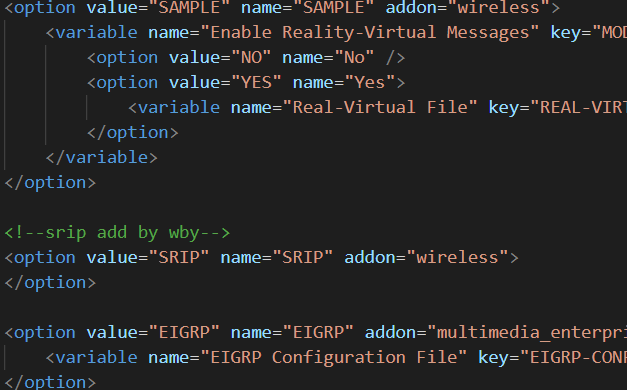 <option value="SAMPLE" name="SAMPLE" addon="wireless">
<variable name="Enable Reality-Virtual Messages" key="MOD
<option value="NO" name="No" />
<option value="YES" name="Yes">
<variable name="Real-Virtual File" key="REAL-VIRT
</option>
</variable>
</option>
<!--srip add by wby-->
<option value="SRIP" name="SRIP" addon="wireless">
</option>
<option value="EIGRP" name="EIGRP" addon="multimedia_enterpri
<variable name="EIGRP Configuration File" key="EIGRP-CONF
</option>